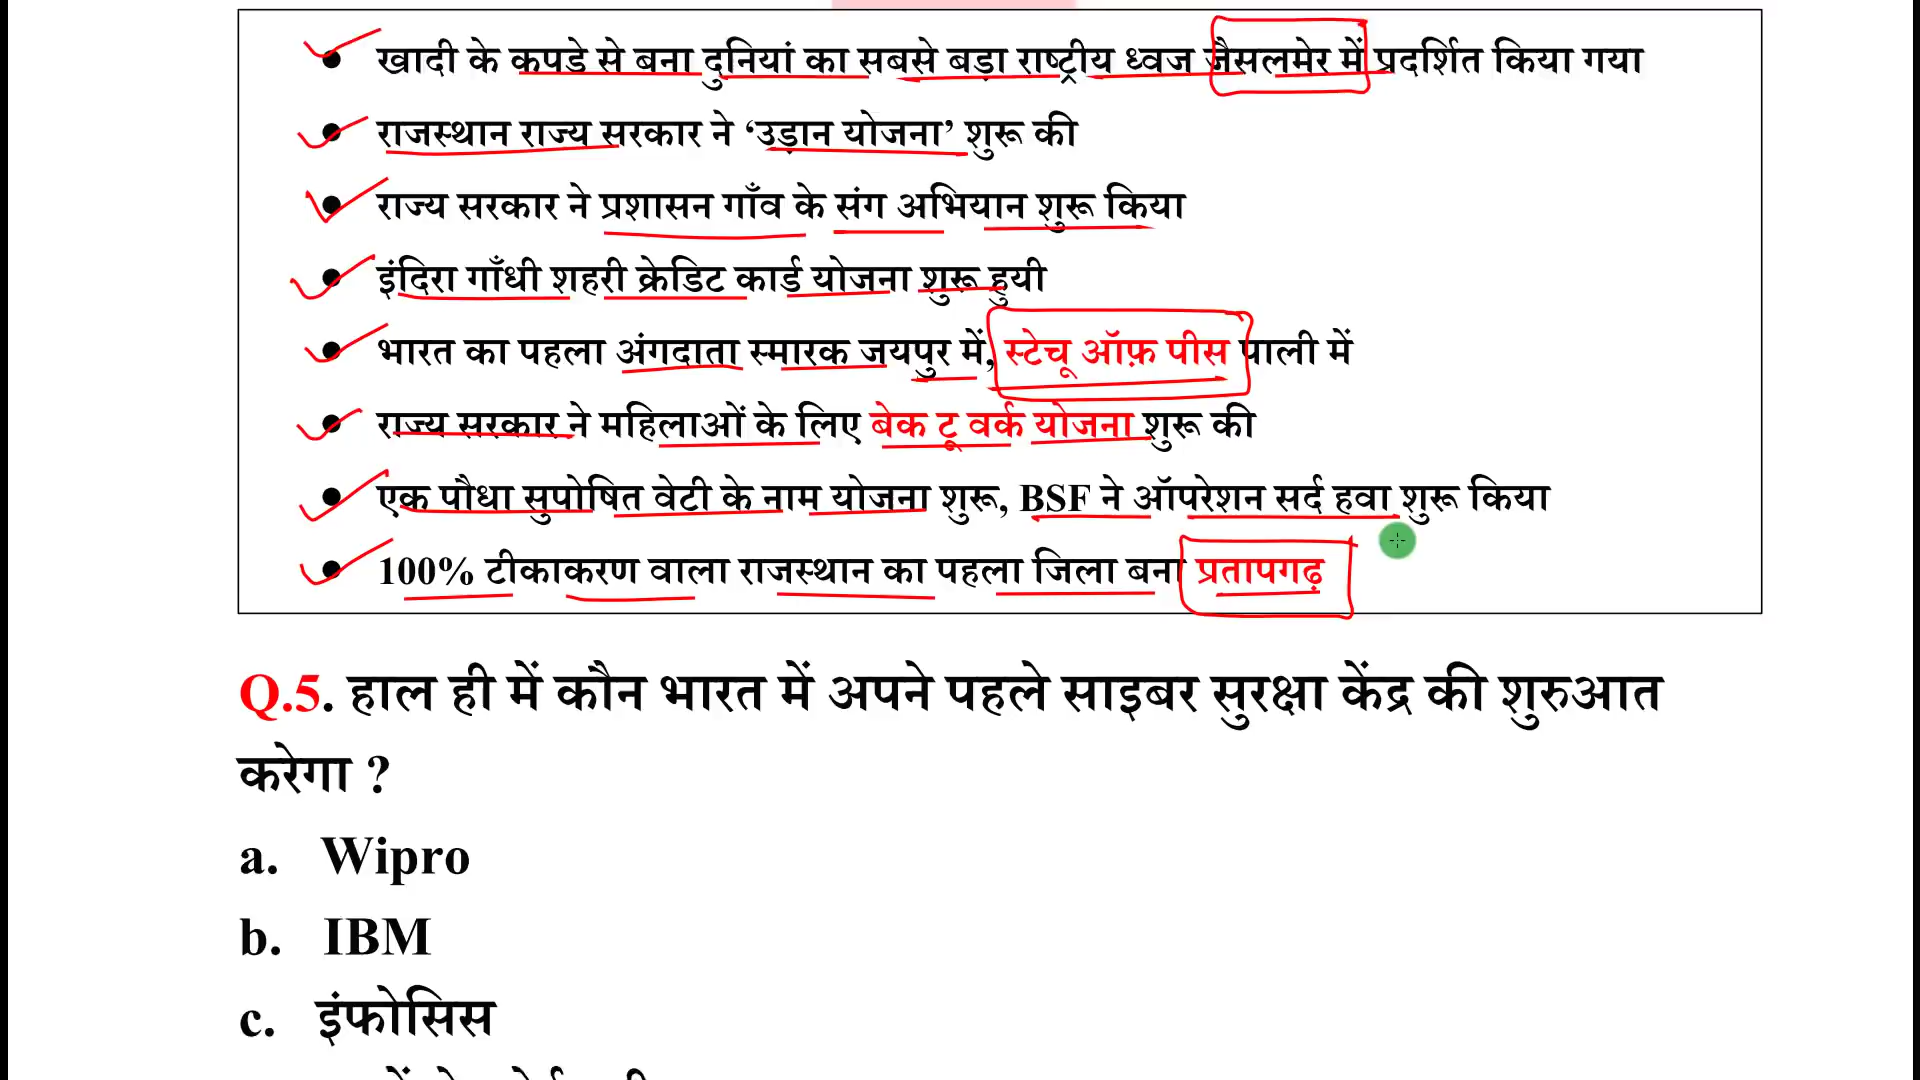 • खादी के कपडे से बना दुनियां का सबसे बड़ा राष्ट्रीय ध्वज जैसलमेर में प्रदर्शित किया गया
• राजस्थान राज्य सरकार ने ‘उड़ान योजना’ शुरू की
• राज्य सरकार ने प्रशासन गाँव के संग अभियान शुरू किया
• इंदिरा गाँधी शहरी क्रेडिट कार्ड योजना शुरू हुयी
• भारत का पहला अंगदाता स्मारक जयपुर में, स्टेचू ऑफ़ पीस पाली में
• राज्य सरकार ने महिलाओं के लिए बेक टू वर्क योजना शुरू की
• एक पौधा सुपोषित वेटी के नाम योजना शुरू, BSF ने ऑपरेशन सर्द हवा शुरू किया
• 100% टीकाकरण वाला राजस्थान का पहला जिला बना प्रतापगढ़
Q.5. हाल ही में कौन भारत में अपने पहले साइबर सुरक्षा केंद्र की शुरुआत
करेगा ?
a. Wipro
b. IBM
c. इंफोसिस